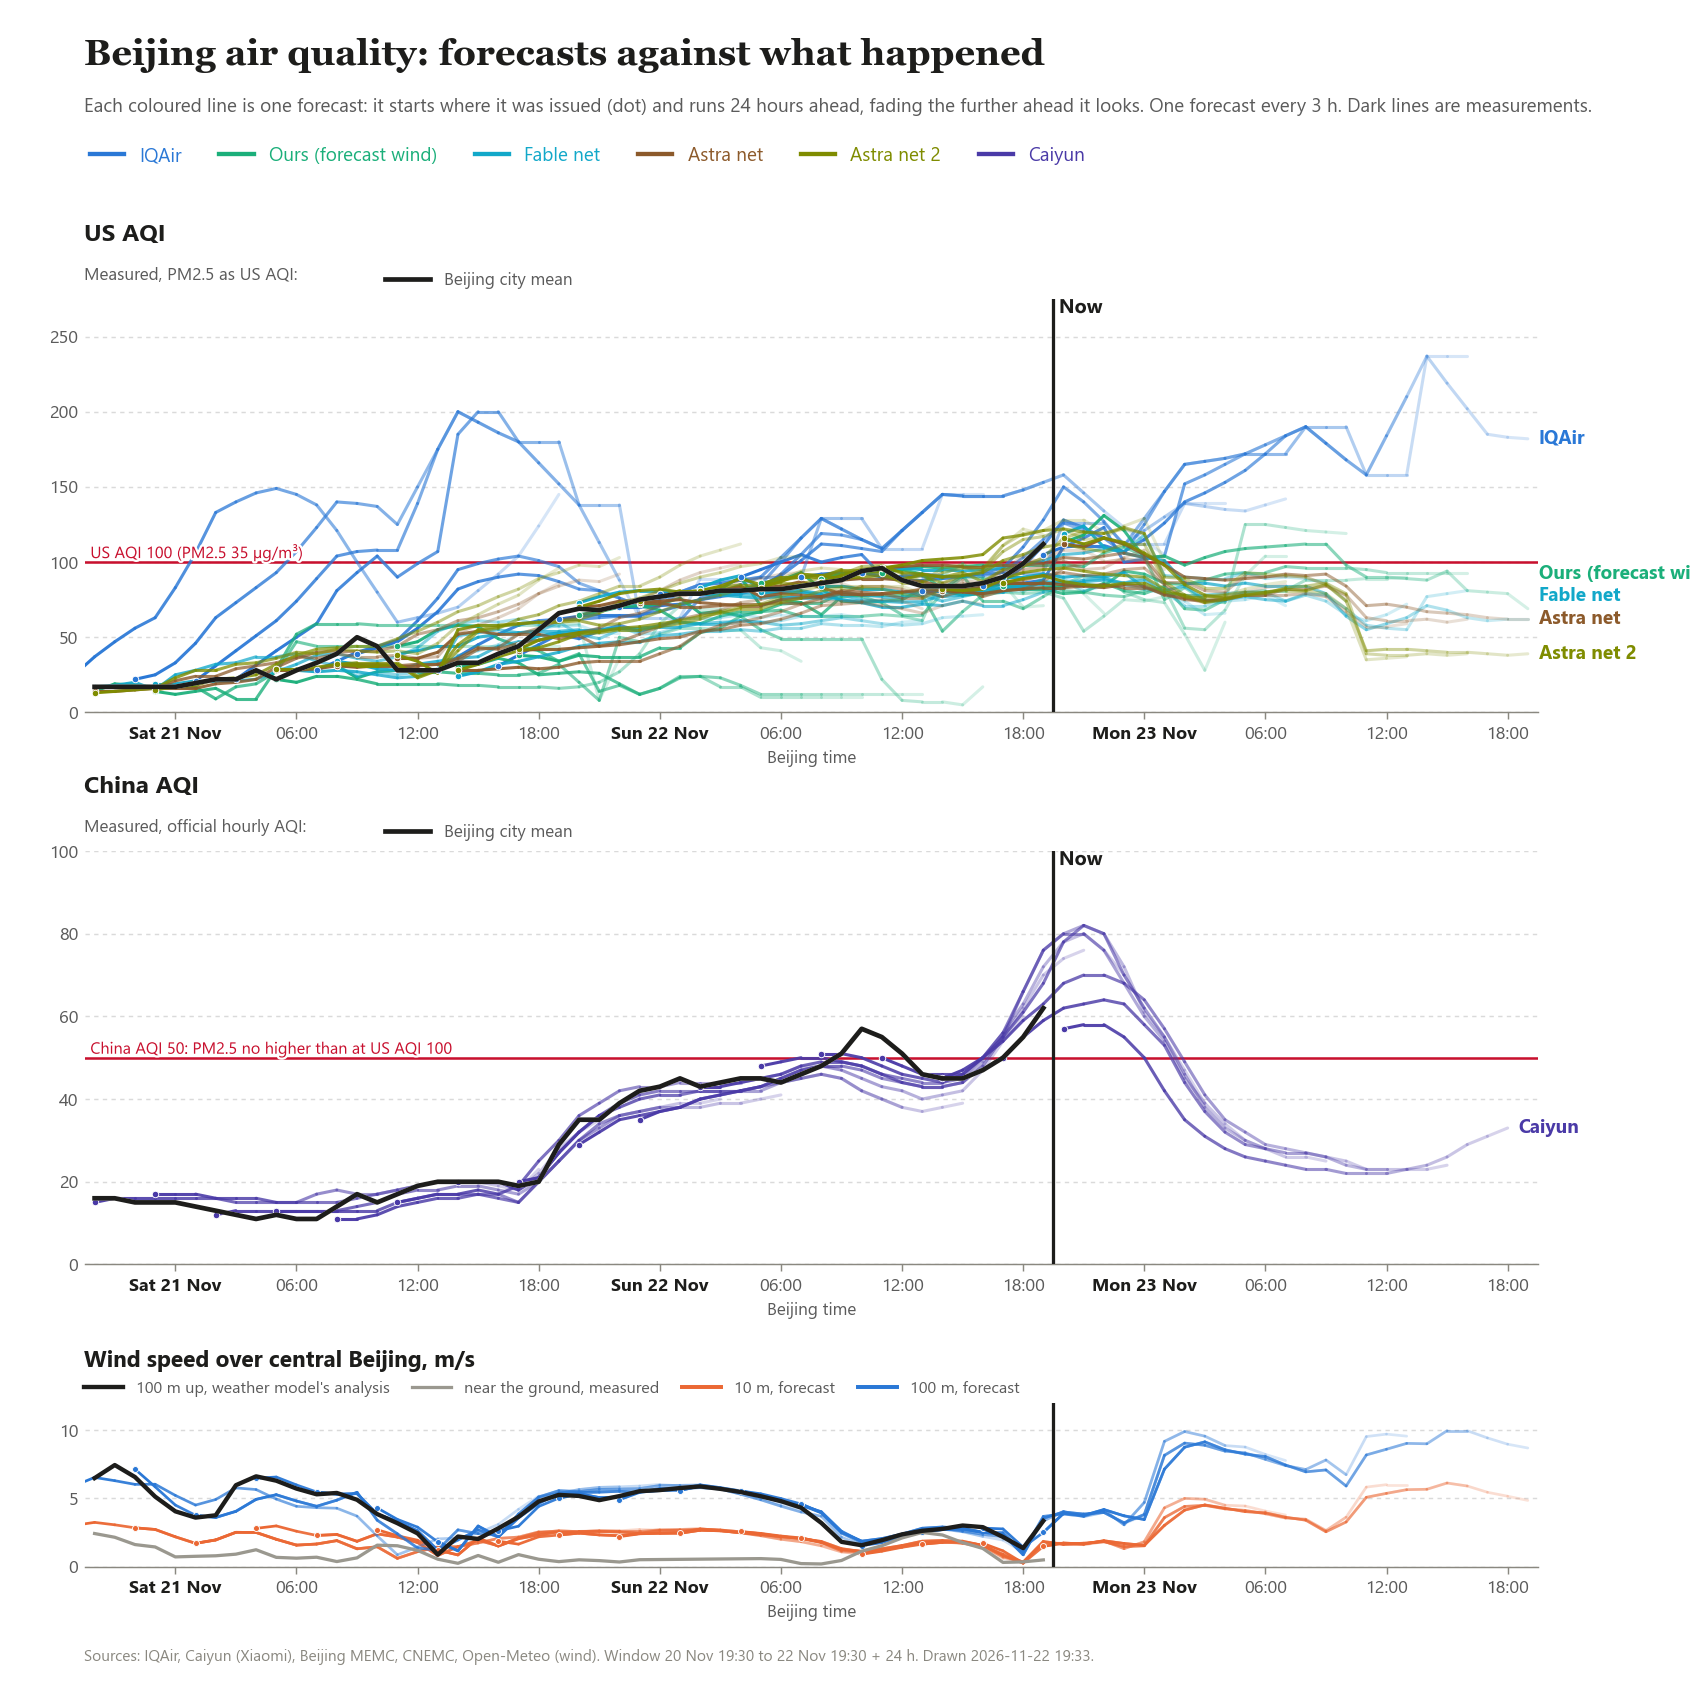 Beijing air quality: forecasts against what happened
Each coloured line is one forecast: it starts where it was issued (dot) and runs 24 hours ahead, fading the further ahead it looks. One forecast every 3 h. Dark lines are measurements.
IQAir Ours (forecast wind) Fable net Astra net Astra net 2 Caiyun
US AQI
Measured, PM2.5 as US AQI: Beijing city mean
Now
250
200
IQAir
150
US AQI 100 (PM2.5 35 µg/m³)
100
Ours (forecast wi
Fable net
Astra net
50
Astra net 2
0
Sat 21 Nov 06:00 12:00 18:00 Sun 22 Nov 06:00 12:00 18:00 Mon 23 Nov 06:00 12:00 18:00
Beijing time
China AQI
Measured, official hourly AQI: Beijing city mean
100
Now
80
60
China AQI 50: PM2.5 no higher than at US AQI 100
40
Caiyun
20
0
Sat 21 Nov 06:00 12:00 18:00 Sun 22 Nov 06:00 12:00 18:00 Mon 23 Nov 06:00 12:00 18:00
Beijing time
Wind speed over central Beijing, m/s
100 m up, weather model's analysis near the ground, measured 10 m, forecast 100 m, forecast
10
5
0
Sat 21 Nov 06:00 12:00 18:00 Sun 22 Nov 06:00 12:00 18:00 Mon 23 Nov 06:00 12:00 18:00
Beijing time
Sources: IQAir, Caiyun (Xiaomi), Beijing MEMC, CNEMC, Open-Meteo (wind). Window 20 Nov 19:30 to 22 Nov 19:30 + 24 h. Drawn 2026-11-22 19:33.